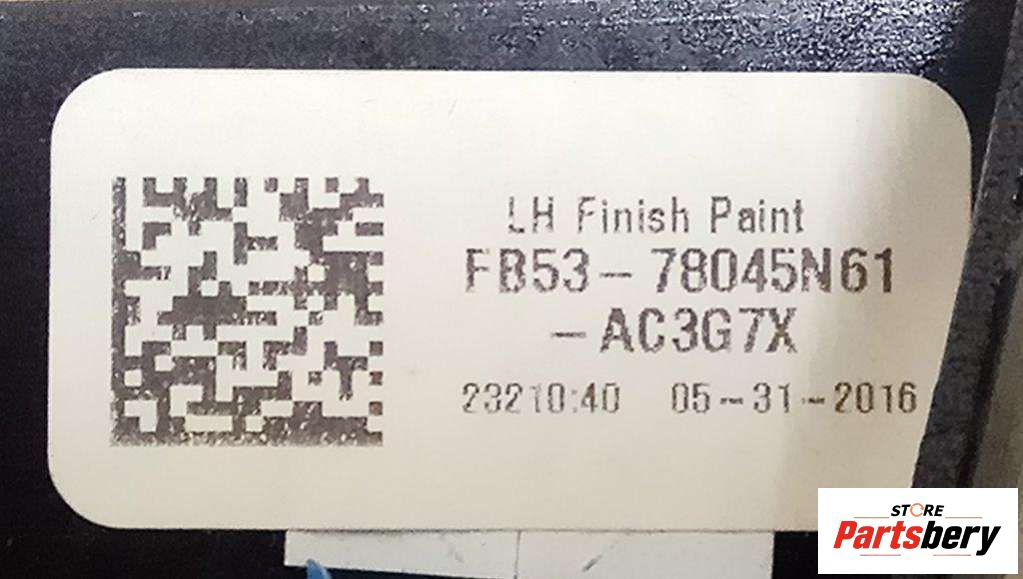 LH Finish Paint
FB53-78045N61
-AC3G7X
23210:40 05-31-2016
STORE
Partsbery